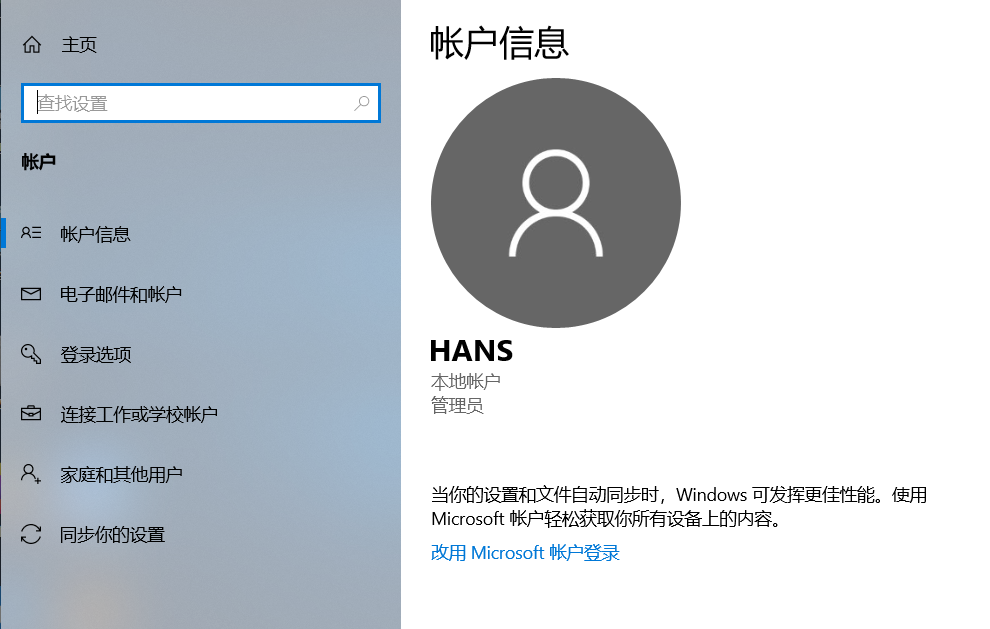 主页
查找设置
帐户
帐户信息
电子邮件和帐户
登录选项
连接工作或学校帐户
家庭和其他用户
同步你的设置
帐户信息
HANS
本地帐户
管理员
当你的设置和文件自动同步时，Windows 可发挥更佳性能。使用
Microsoft 帐户轻松获取你所有设备上的内容。
改用 Microsoft 帐户登录